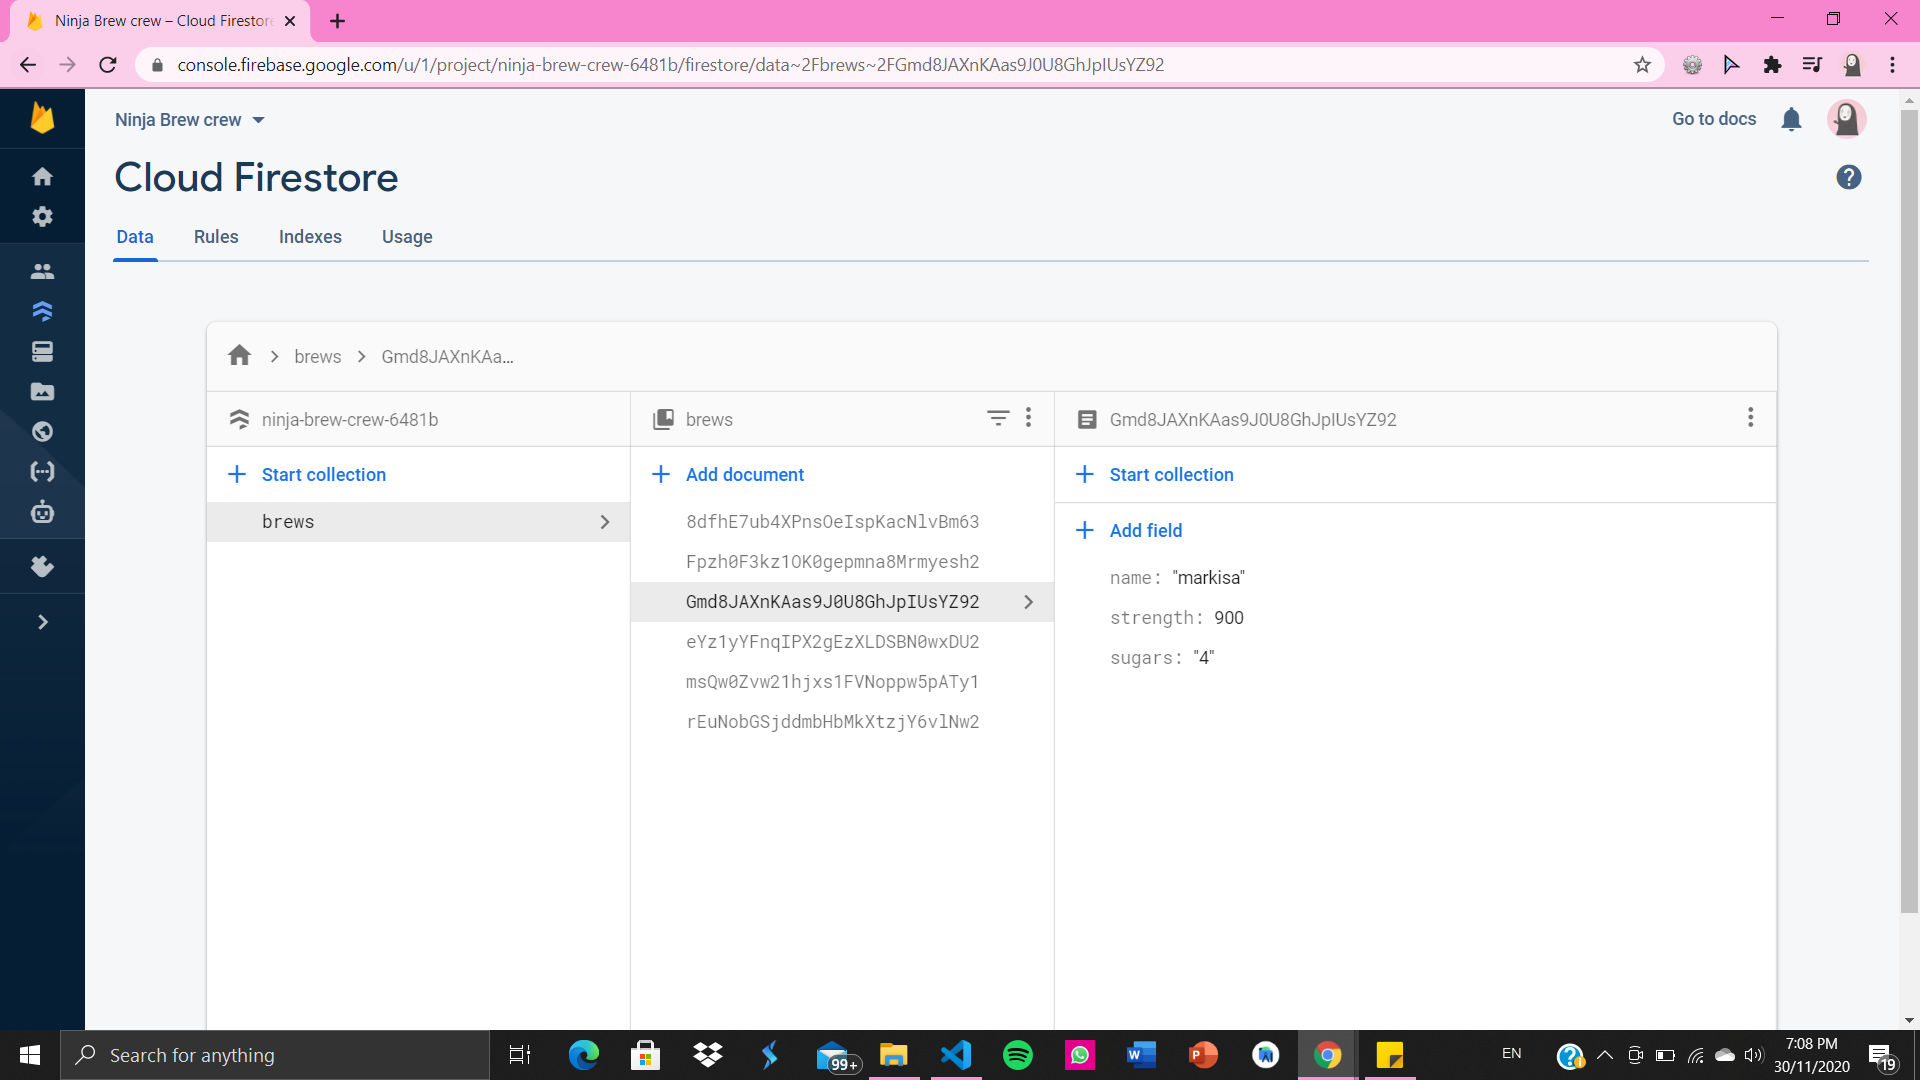 Ninja Brew crew – Cloud Firestore
console.firebase.google.com/u/1/project/ninja-brew-crew-6481b/firestore/data~2Fbrews~2FGmd8JAXnKAas9J0U8GhJpIUsYZ92
Ninja Brew crew
Go to docs
Cloud Firestore
Data Rules Indexes Usage
brews
Gmd8JAXnKAa...
ninja-brew-crew-6481b
Start collection
brews
brews
Add document
8dfhE7ub4XPnsOeIspKacNlvBm63
Fpzh0F3kz1OK0gepmna8Mrmyesh2
Gmd8JAXnKAas9J0U8GhJpIUsYZ92
eYz1yYFnqIPX2gEzXLDSBN0wxDU2
msQw0Zvw21hjxs1FVNoppw5pATy1
rEuNobGSjddmbHbMkXtzjY6vlNw2
Gmd8JAXnKAas9J0U8GhJpIUsYZ92
Start collection
Add field
name: "markisa"
strength: 900
sugars: "4"
Search for anything
99+
EN
7:08 PM
30/11/2020
19